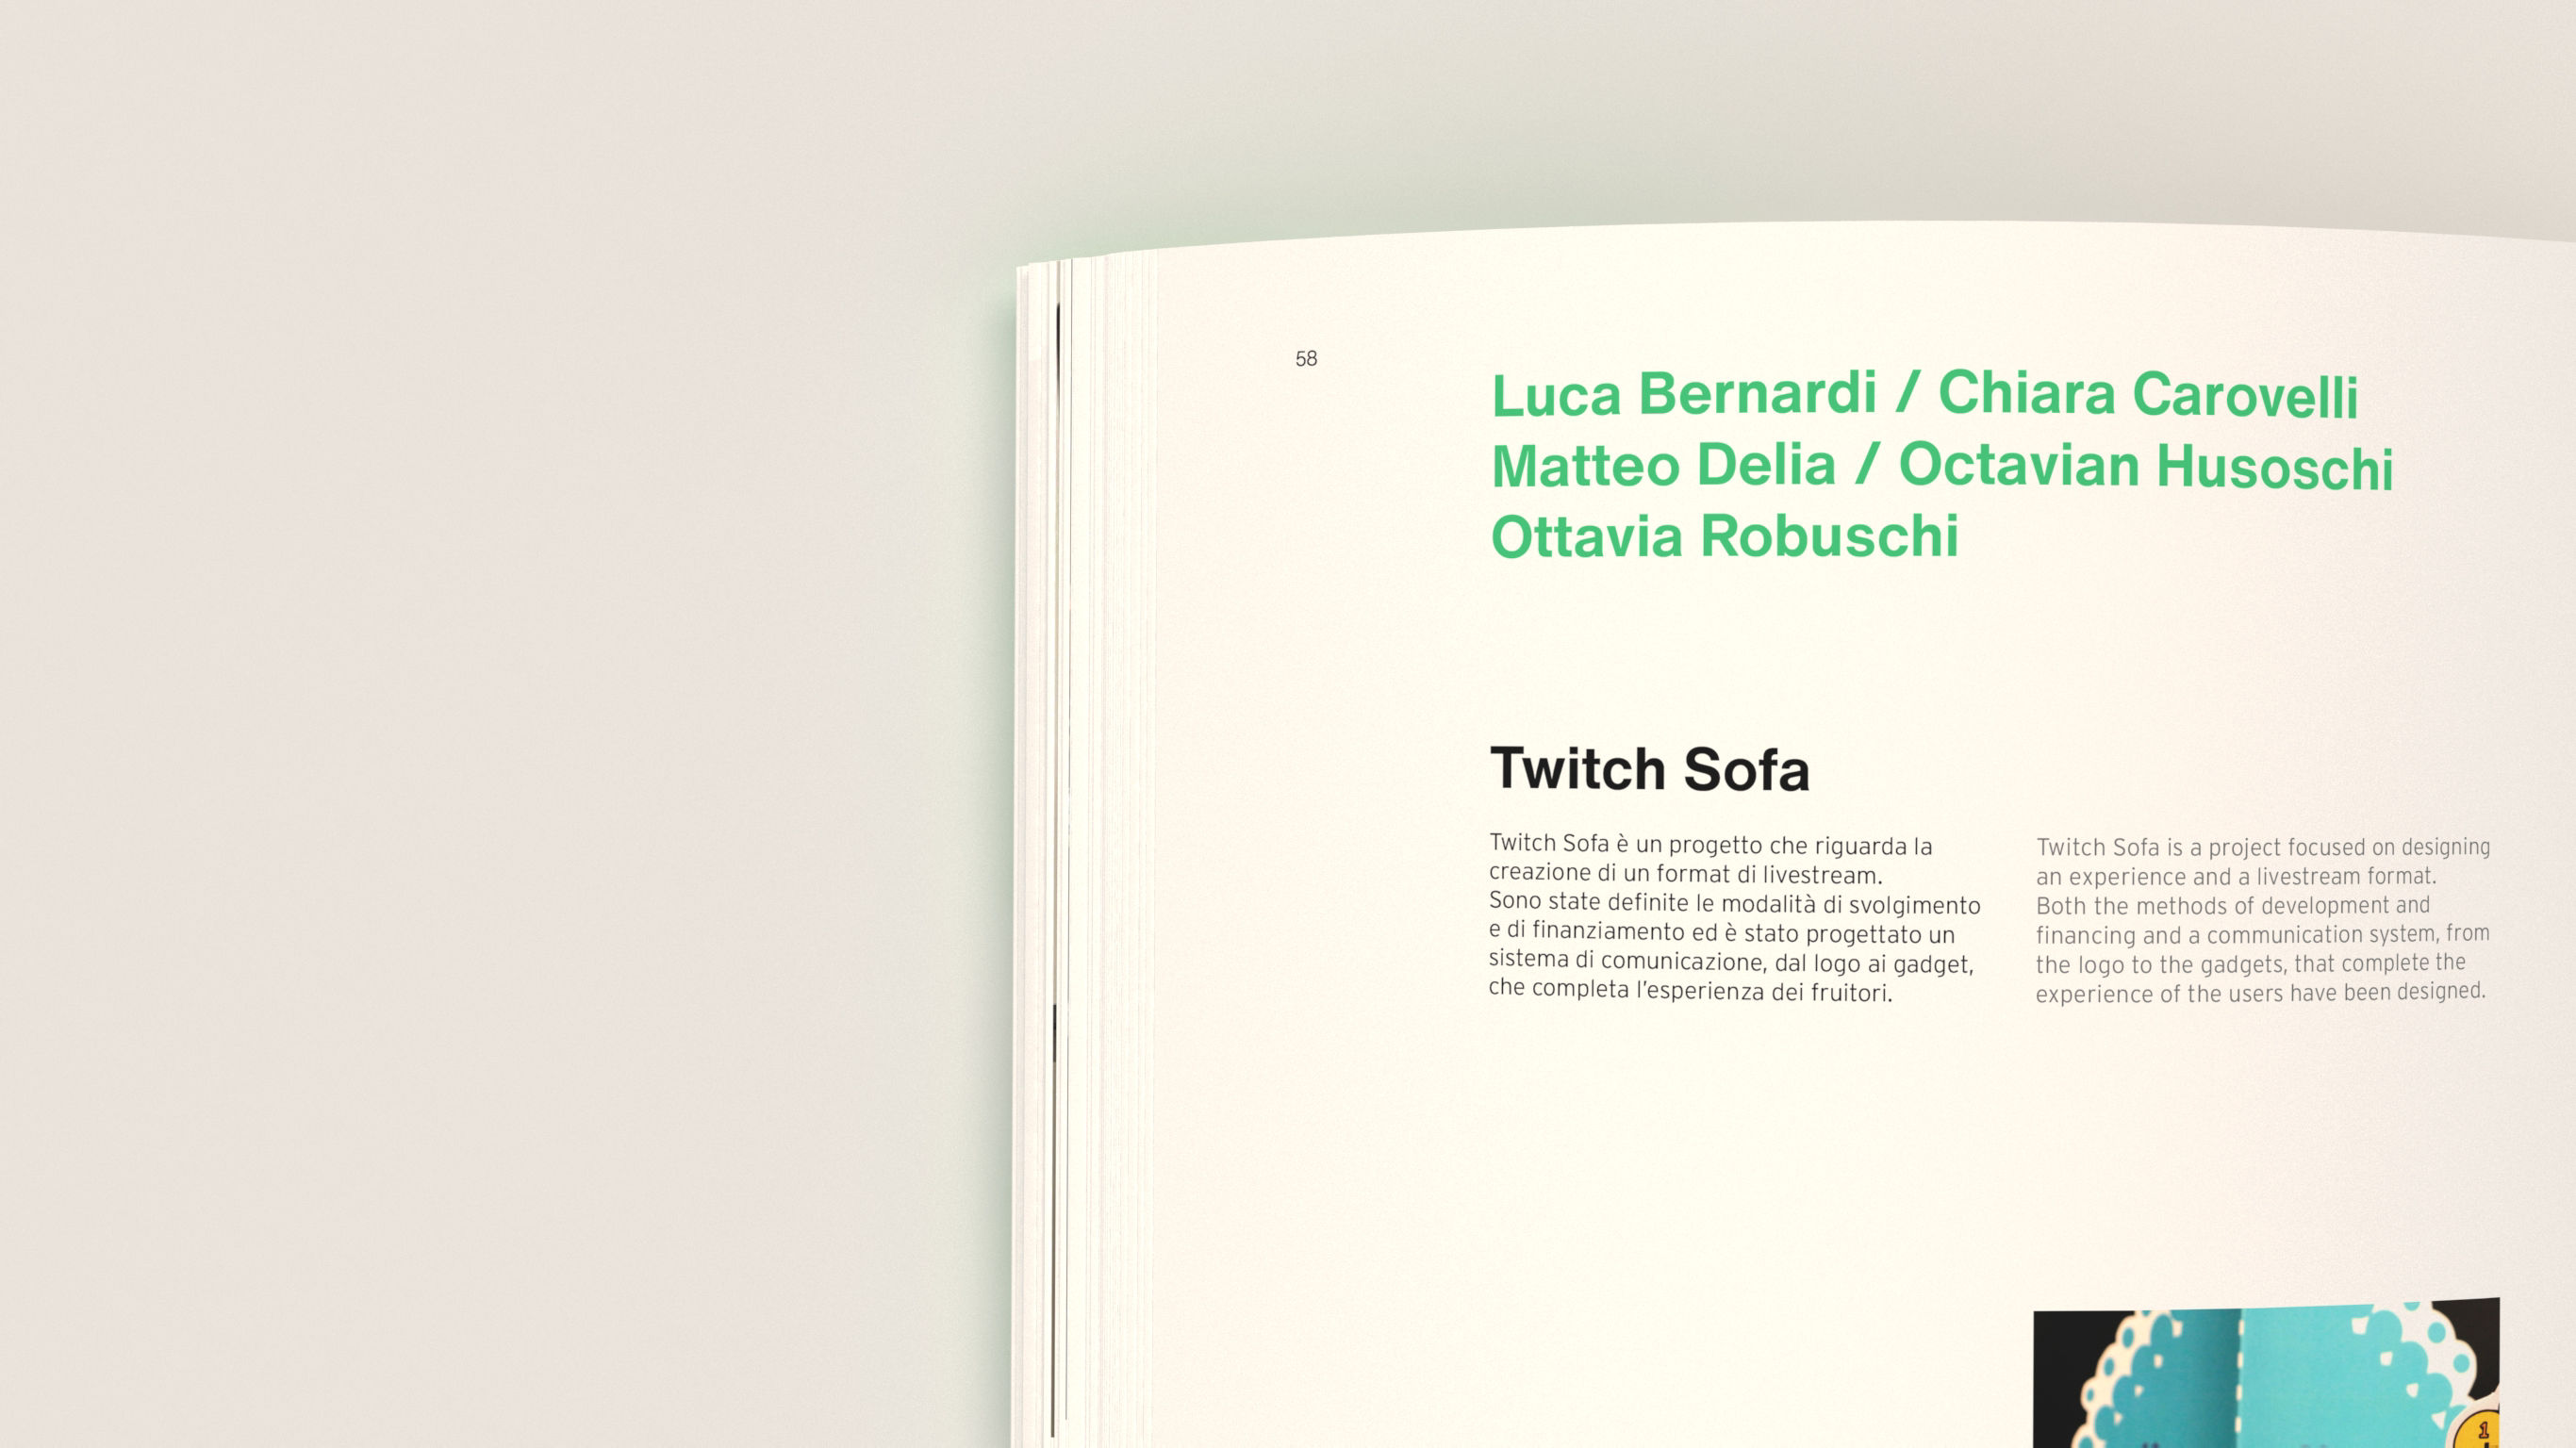 58
Luca Bernardi / Chiara Carovelli
Matteo Delia / Octavian Husoschi
Ottavia Robuschi
Twitch Sofa
Twitch Sofa è un progetto che riguarda la
creazione di un format di livestream.
Sono state definite le modalità di svolgimento
e di finanziamento ed è stato progettato un
sistema di comunicazione, dal logo ai gadget,
che completa l'esperienza dei fruitori.
Twitch Sofa is a project focused on designing
an experience and a livestream format.
Both the methods of development and
financing and a communication system, from
the logo to the gadgets, that complete the
experience of the users have been designed.
1